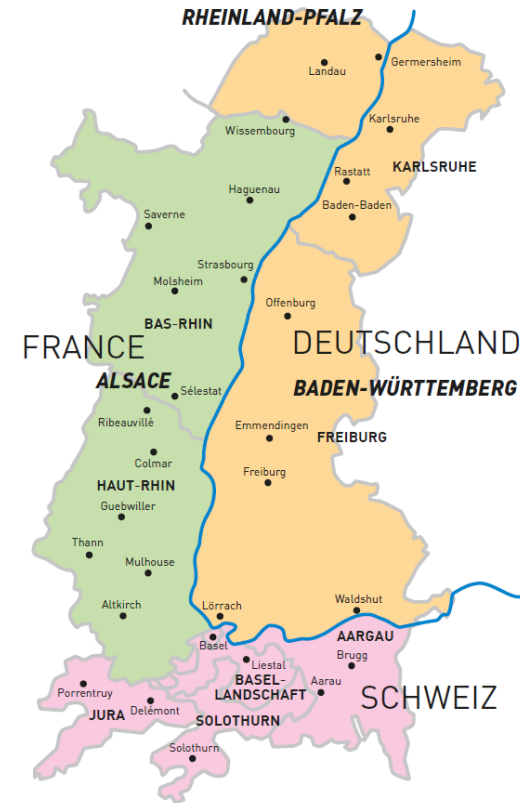 RHEINLAND-PFALZ
Germersheim
Landau
Karlsruhe
Wissembourg
KARLSRUHE
Rastatt
Haguenau
Baden-Baden
Saverne
Strasbourg
Molsheim
Offenburg
BAS-RHIN
FRANCE
DEUTSCHLAND
ALSACE
BADEN-WÜRTTEMBERG
Sélestat
Ribeauvillé
Emmendingen
FREIBURG
Colmar
Freiburg
HAUT-RHIN
Guebwiller
Thann
Mulhouse
Altkirch
Lörrach
Waldshut
Basel
AARGAU
Brugg
Liestal
BASEL-
LANDSCHAFT
Aarau
Porrentruy
SCHWEIZ
Delémont
JURA
SOLOTHURN
Solothurn